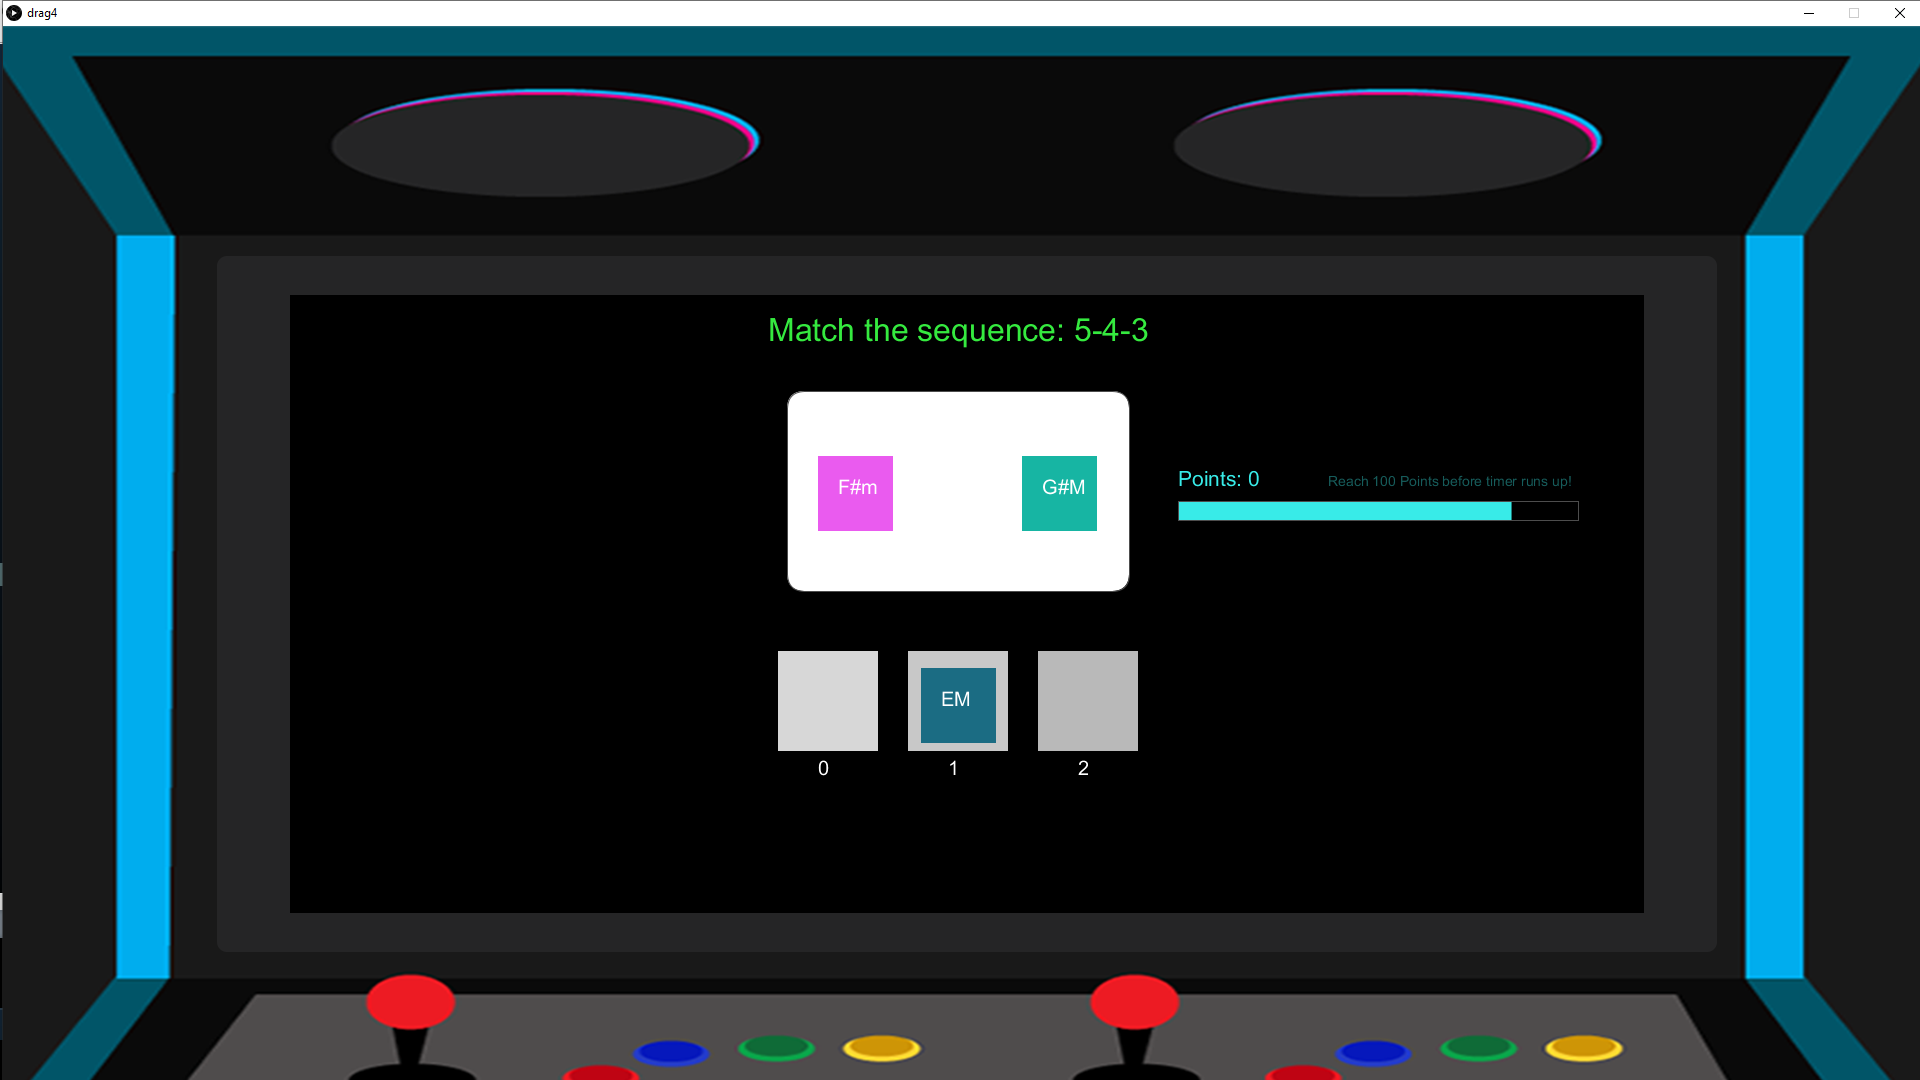 drag4
Match the sequence: 5-4-3
F#m
G#M
Points: 0
Reach 100 Points before timer runs up!
EM
0
1
2